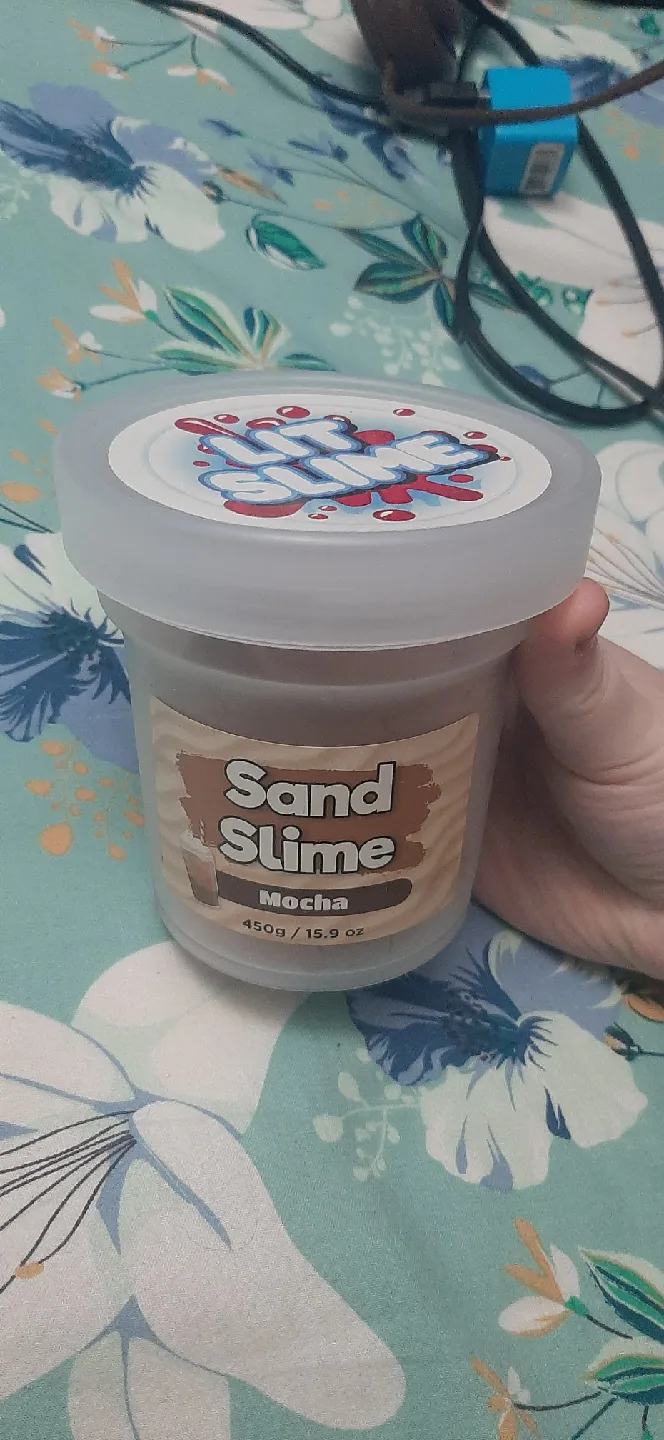 LIT
SLIME
Sand
Slime
Mocha
450g / 15.9 oz